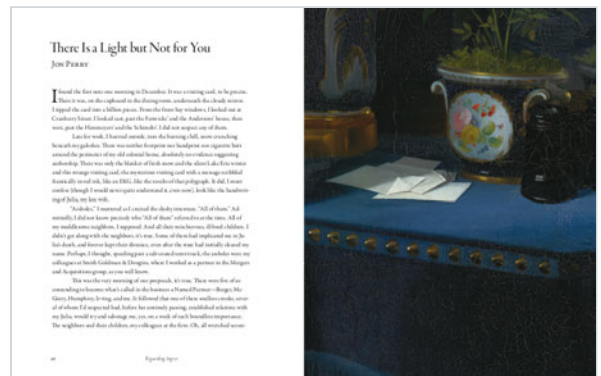 There Is a Light but Not for You
Jon Perry
I found the first note one morning in December. It was a visiting card, to be precise.
There it was, on the cupboard in the dining room, underneath the cloudy mirror.
I ripped the card into a billion pieces. From the front bay windows, I looked out at
Cranberry Street. I looked east, past the and the Andersons' house, then
west, past the and the Schmidts'. I did not suspect any of them.
Late for work, I hurried outside, into the burning chill, snow crunching
beneath my galoshes. There was neither footprint nor handprint nor cigarette butt
around the perimeter of my old colonial home, absolutely no evidence suggesting
authorship. There was only the blanket of fresh snow and the silent Lake Erie winter
and this strange visiting card, the mysterious visiting card with a message scribbled
frantically in red ink, like an EKG, like the results of that polygraph. It did, I must
confess (though I would never quite understand it, even now), look like the handwrit-
ing of Julia, my late wife.
"Assholes," I muttered as I cruised the slushy interstate. "All of them." Ad-
mittedly, I did not know precisely who "All of them" referred to at the time. All of
my meddlesome neighbors, I supposed. And all their mischievous, ill-bred children. I
didn't get along with the neighbors, it's true. Some of them had implicated me in Ju-
lia's death, and forever kept their distance, even after the state had initially cleared my
name. Perhaps, I thought, speeding past a salt-crusted snowtruck, the assholes were my
colleagues at Smith Goldman & Douglas, where I worked as a partner in the Mergers
and Acquisitions group, as you well know.
This was the very morning of our proposals, it's true. There were five of us
contending to become what's called in the business a Named Partner—Burger, Mc-
Garry, Humphrey, Irving, and me. It followed that one of these soulless crooks, sever-
al of whom I'd suspected had, before her untimely passing, established relations with
my Julia, would try and sabotage me, yes, on a week of such boundless importance.
The neighbors and their children, my colleagues at the firm. Oh, all wretched